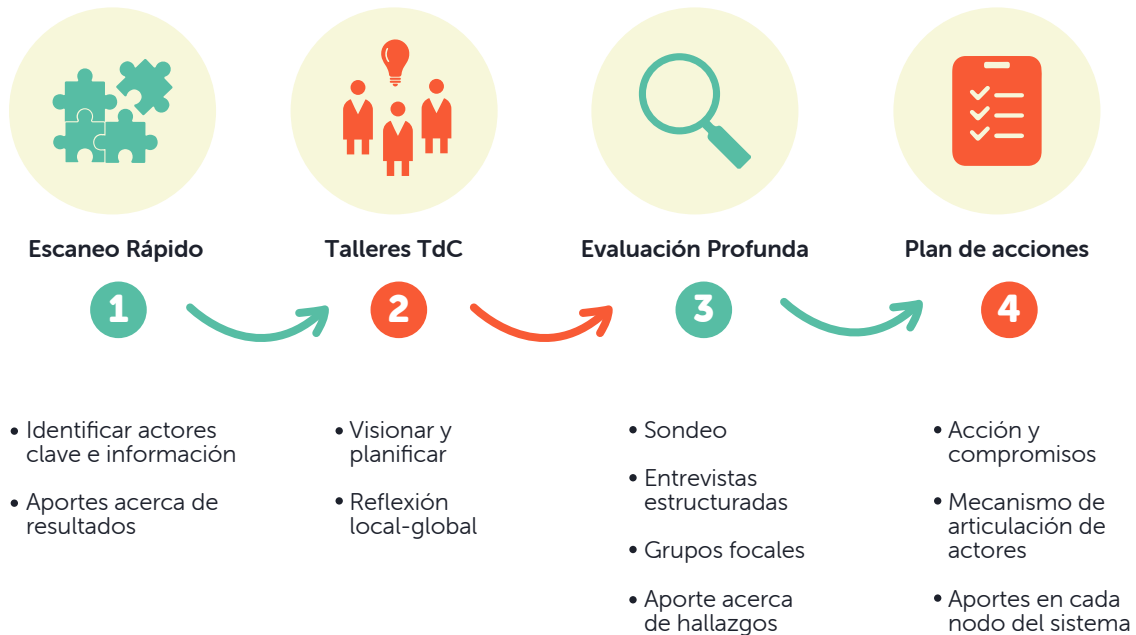 Escaneo Rápido
1
• Identificar actores
clave e información
• Aportes acerca de
resultados
Talleres TdC
2
• Visionar y
planificar
• Reflexión
local-global
Evaluación Profunda
3
• Sondeo
• Entrevistas
estructuradas
• Grupos focales
• Aporte acerca
de hallazgos
Plan de acciones
4
• Acción y
compromisos
• Mecanismo de
articulación de
actores
• Aportes en cada
nodo del sistema